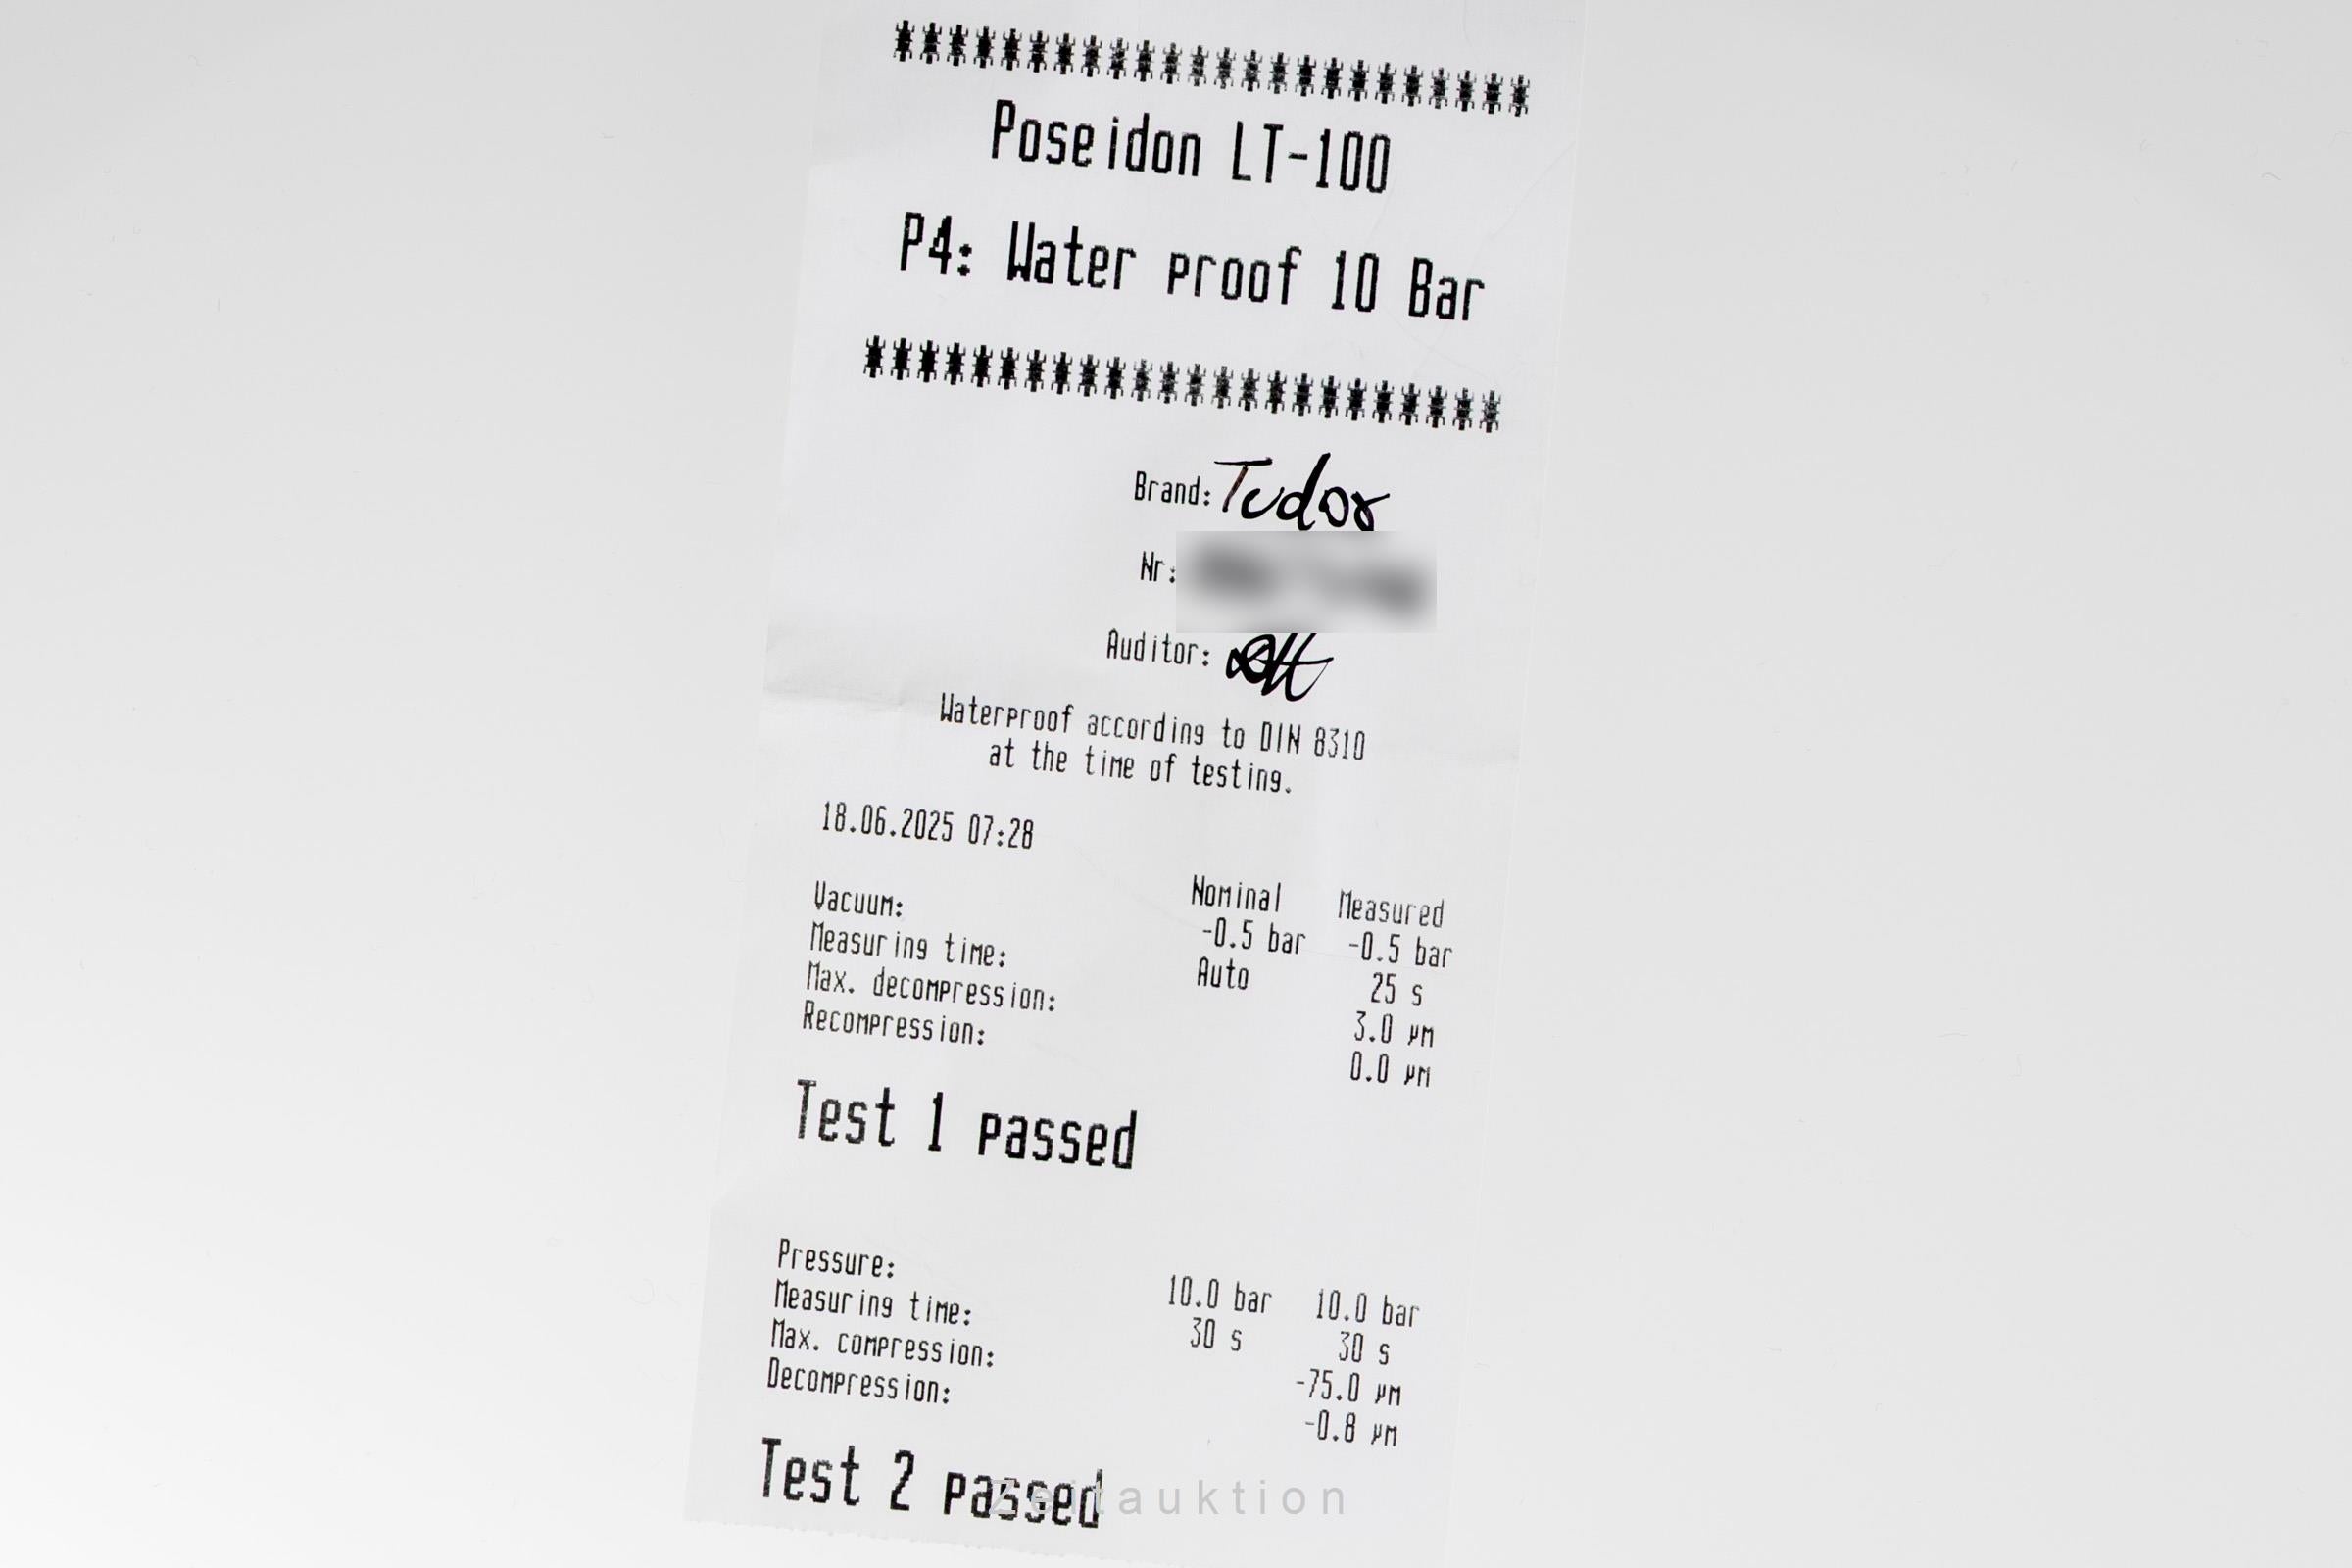 Poseidon LT-100
P4: Water proof 10 Bar
Brand: Tudor
Nr:
Auditor:
Waterproof according to DIN 8310
at the time of testing.
18.06.2025 07:28
Nominal Measured
Vacuum: -0.5 bar -0.5 bar
Measuring time: Auto 25 s
Max. decompression: 3.0 µm
Recompression: 0.0 µm
Test 1 passed
Pressure: 10.0 bar 10.0 bar
Measuring time: 30 s 30 s
Max. compression: -75.0 µm
Decompression: -0.8 µm
Test 2 passed
Zeitauktion